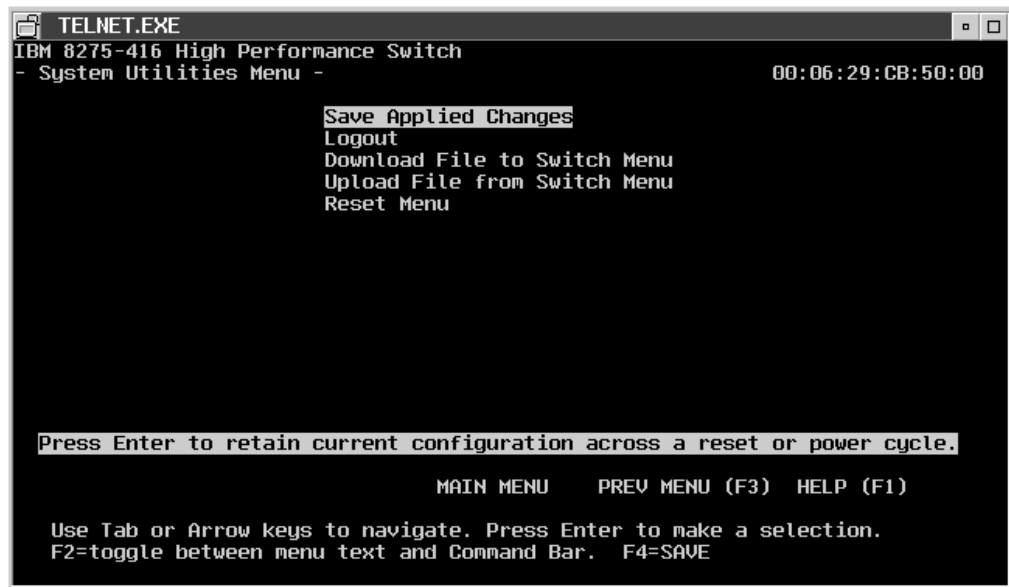 TELNET.EXE
IBM 8275-416 High Performance Switch
- System Utilities Menu - 00:06:29:CB:50:00
Save Applied Changes
Logout
Download File to Switch Menu
Upload File from Switch Menu
Reset Menu
Press Enter to retain current configuration across a reset or power cycle.
MAIN MENU PREV MENU (F3) HELP (F1)
Use Tab or Arrow keys to navigate. Press Enter to make a selection.
F2=toggle between menu text and Command Bar. F4=SAVE